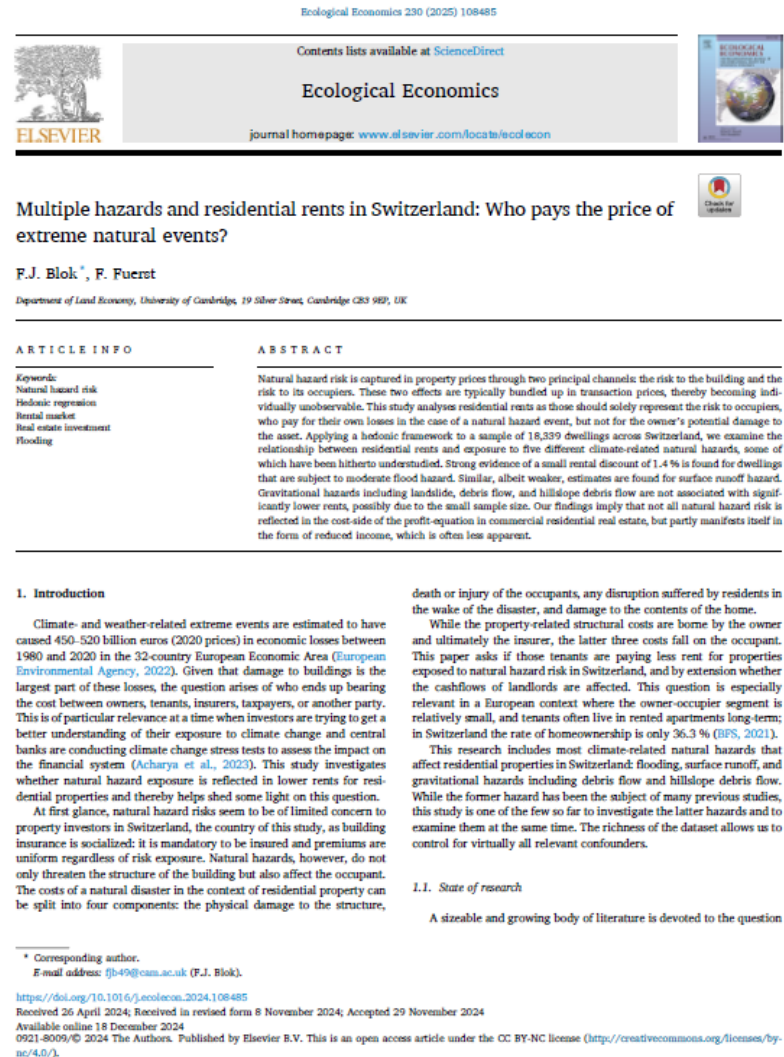 Ecological Economics 230 (2025) 108485
Contents lists available at ScienceDirect
Ecological Economics
journal homepage: www.elsevier.com/locate/ecolecon
ELSEVIER
ECOLOGICAL
ECONOMICS
Check for
updates
Multiple hazards and residential rents in Switzerland: Who pays the price of
extreme natural events?
F.J. Blok *, F. Fuerst
Department of Land Economy, University of Cambridge, 19 Silver Street, Cambridge CB3 9EP, UK
ARTICLE INFO
Keywords:
Natural hazard risk
Hedonic regression
Rental market
Real estate investment
Flooding
ABSTRACT
Natural hazard risk is captured in property prices through two principal channels: the risk to the building and the
risk to its occupiers. These two effects are typically bundled up in transaction prices, thereby becoming indi-
vidually unobservable. This study analyses residential rents as those should solely represent the risk to occupiers,
who pay for their own losses in the case of a natural hazard event, but not for the owner's potential damage to
the asset. Applying a hedonic framework to a sample of 18,339 dwellings across Switzerland, we examine the
relationship between residential rents and exposure to five different climate-related natural hazards, some of
which have been hitherto understudied. Strong evidence of a small rental discount of 1.4 % is found for dwellings
that are subject to moderate flood hazard. Similar, albeit weaker, estimates are found for surface runoff hazard.
Gravitational hazards including landslide, debris flow, and hillslope debris flow are not associated with signif-
icantly lower rents, possibly due to the small sample size. Our findings imply that not all natural hazard risk is
reflected in the cost-side of the profit-equation in commercial residential real estate, but partly manifests itself in
the form of reduced income, which is often less apparent.
1. Introduction
Climate- and weather-related extreme events are estimated to have
caused 450–520 billion euros (2020 prices) in economic losses between
1980 and 2020 in the 32-country European Economic Area (European
Environmental Agency, 2022). Given that damage to buildings is the
largest part of these losses, the question arises of who ends up bearing
the cost between owners, tenants, insurers, taxpayers, or another party.
This is of particular relevance at a time when investors are trying to get a
better understanding of their exposure to climate change and central
banks are conducting climate change stress tests to assess the impact on
the financial system (Acharya et al., 2023). This study investigates
whether natural hazard exposure is reflected in lower rents for resi-
dential properties and thereby helps shed some light on this question.
At first glance, natural hazard risks seem to be of limited concern to
property investors in Switzerland, the country of this study, as building
insurance is socialized: it is mandatory to be insured and premiums are
uniform regardless of risk exposure. Natural hazards, however, do not
only threaten the structure of the building but also affect the occupant.
The costs of a natural disaster in the context of residential property can
be split into four components: the physical damage to the structure,
death or injury of the occupants, any disruption suffered by residents in
the wake of the disaster, and damage to the contents of the home.
While the property-related structural costs are borne by the owner
and ultimately the insurer, the latter three costs fall on the occupant.
This paper asks if those tenants are paying less rent for properties
exposed to natural hazard risk in Switzerland, and by extension whether
the cashflows of landlords are affected. This question is especially
relevant in a European context where the owner-occupier segment is
relatively small, and tenants often live in rented apartments long-term;
in Switzerland the rate of homeownership is only 36.3 % (BFS, 2021).
This research includes most climate-related natural hazards that
affect residential properties in Switzerland: flooding, surface runoff, and
gravitational hazards including debris flow and hillslope debris flow.
While the former hazard has been the subject of many previous studies,
this study is one of the few so far to investigate the latter hazards and to
examine them at the same time. The richness of the dataset allows us to
control for virtually all relevant confounders.
1.1. State of research
A sizeable and growing body of literature is devoted to the question
* Corresponding author.
E-mail address: fjb49@cam.ac.uk (F.J. Blok).
https://doi.org/10.1016/j.ecolecon.2024.108485
Received 26 April 2024; Received in revised form 8 November 2024; Accepted 29 November 2024
Available online 18 December 2024
0921-8009/© 2024 The Authors. Published by Elsevier B.V. This is an open access article under the CC BY-NC license (http://creativecommons.org/licenses/by-
nc/4.0/).